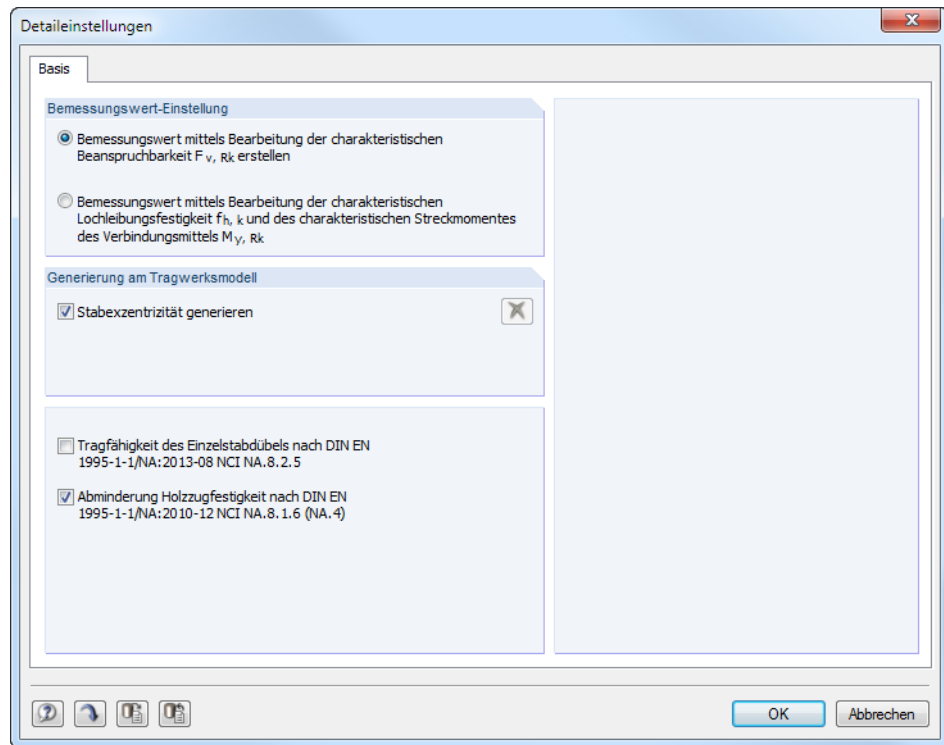 Detaileinstellungen
Basis
Bemessungswert-Einstellung
Bemessungswert mittels Bearbeitung der charakteristischen
Beanspruchbarkeit F v, Rk erstellen
Bemessungswert mittels Bearbeitung der charakteristischen
Lochleibungsfestigkeit fh, k und des charakteristischen Streckmomentes
des Verbindungsmittels My, Rk
Generierung am Tragwerksmodell
Stabexzentrizität generieren
Tragfähigkeit des Einzelstabdübels nach DIN EN
1995-1-1/NA:2013-08 NCI NA.8.2.5
Abminderung Holzzugfestigkeit nach DIN EN
1995-1-1/NA:2010-12 NCI NA.8.1.6 (NA.4)
OK
Abbrechen